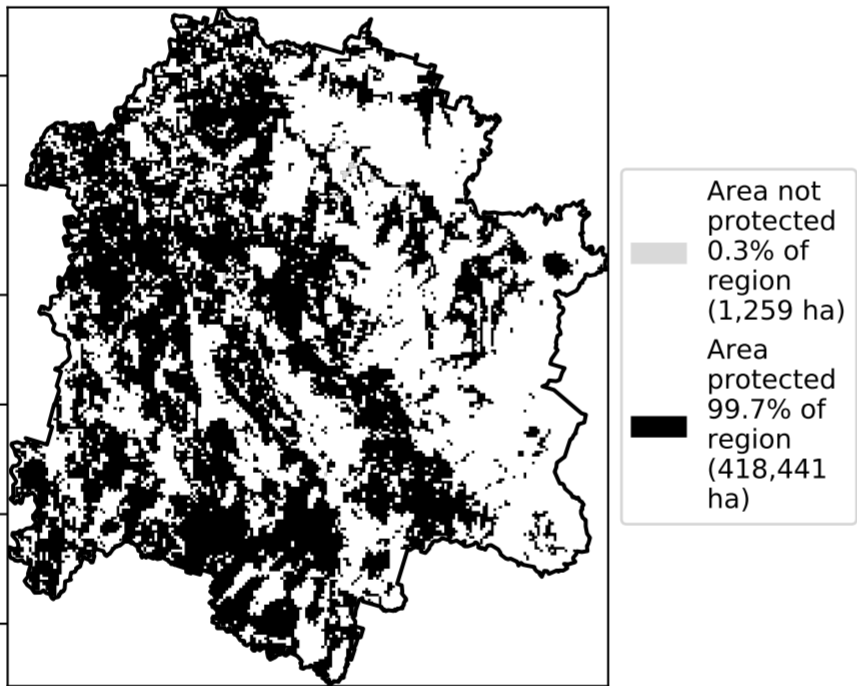 Area not
protected
0.3% of
region
(1,259 ha)
Area
protected
99.7% of
region
(418,441
ha)